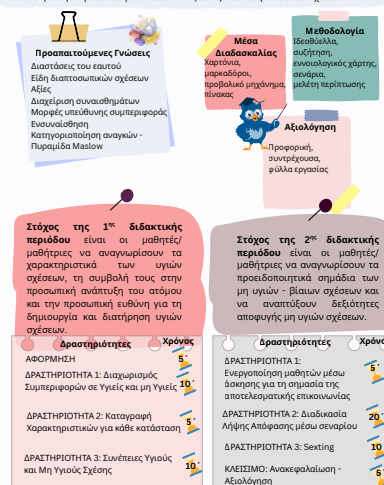 Προαπαιτούμενες Γνώσεις
Διαστάσεις του εαυτού
Είδη διαπτοσωπικών σχέσεων
Αξίες
Διαχείριση συναισθημάτων
Μορφές υπεύθυνης συμπεριφοράς
Ενσυναίσθηση
Κατηγοριοποίηση αναγκών -
Πυραμίδα Maslow
Μέσα
Διδασκαλίας
Χαρτόνια,
μαρκαδόροι,
προβολικό μηχάνημα,
πίνακας
Μεθοδολογία
Ιδεοθύελλα,
συζήτηση,
εννοιολογικός χάρτης,
σενάρια,
μελέτη περίπτωσης
Αξιολόγηση
Προφορική,
συντρέχουσα,
φύλλα εργασίας
Στόχος της 1ης διδακτικής
περιόδου είναι οι μαθητές/
μαθήτριες να αναγνωρίσουν τα
χαρακτηριστικά των υγιών
σχέσεων, τη συμβολή τους στην
προσωπική ανάπτυξη του ατόμου
και την προσωπική ευθύνη για τη
δημιουργία και διατήρηση υγιών
σχέσεων.
Δραστηριότητες Χρόνος
ΑΦΟΡΜΗΣΗ 5΄
ΔΡΑΣΤΗΡΙΟΤΗΤΑ 1: Διαχωρισμός
Συμπεριφορών σε Υγιείς και μη Υγιείς 10΄
ΔΡΑΣΤΗΡΙΟΤΗΤΑ 2: Καταγραφή
Χαρακτηριστικών για κάθε κατάσταση 5΄
ΔΡΑΣΤΗΡΙΟΤΗΤΑ 3: Συνέπειες Υγιούς
και Μη Υγιούς Σχέσης 10΄
Στόχος της 2ης διδακτικής
περιόδου είναι οι μαθητές/
μαθήτριες να αναγνωρίσουν τα
προειδοποιητικά σημάδια των
μη υγιών - βίαιων σχέσεων και
να αναπτύξουν δεξιότητες
αποφυγής μη υγιών σχέσεων.
Δραστηριότητες Χρόνο
ΔΡΑΣΤΗΡΙΟΤΗΤΑ 1:
Ενεργοποίηση μαθητών μέσω
άσκησης για τη σημασία της
αποτελεσματικής επικοινωνίας 5΄
ΔΡΑΣΤΗΡΙΟΤΗΤΑ 2: Διαδικασία
Λήψης Απόφασης μέσω σεναρίου 20΄
ΔΡΑΣΤΗΡΙΟΤΗΤΑ 3: Sexting 10
ΚΛΕΙΣΙΜΟ: Ανακεφαλαίωση -
Αξιολόγηση 5΄